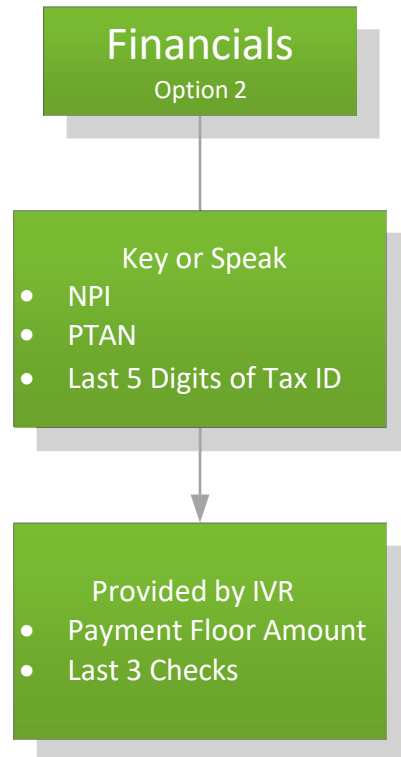 Financials
Option 2
Key or Speak
• NPI
• PTAN
• Last 5 Digits of Tax ID
Provided by IVR
• Payment Floor Amount
• Last 3 Checks